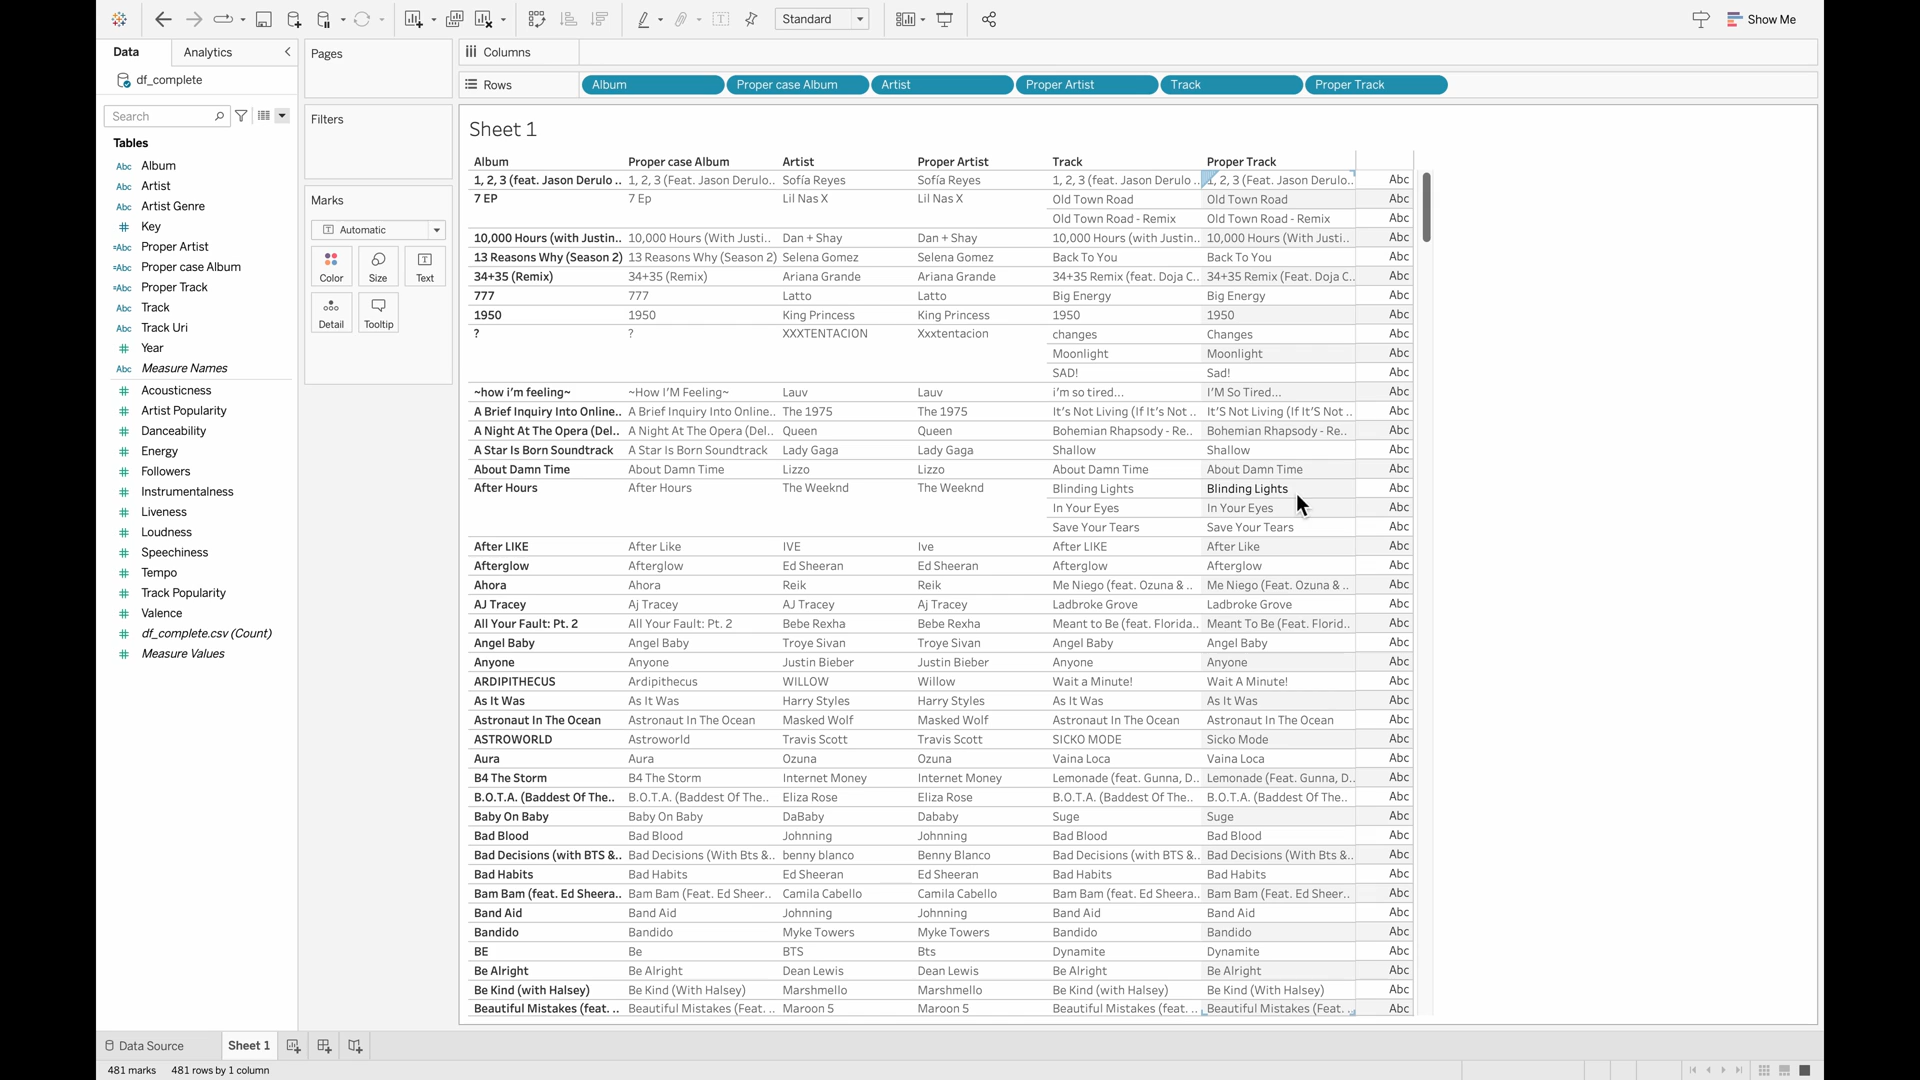 Standard
Show Me
Data
Analytics
Pages
Columns
df_complete
Rows
Album
Proper case Album
Artist
Proper Artist
Track
Proper Track
Search
Filters
Tables
Abc Album
Abc Artist
Abc Artist Genre
# Key
=Abc Proper Artist
=Abc Proper case Album
=Abc Proper Track
Abc Track
Abc Track Uri
Abc Year
Abc Measure Names
# Acousticness
# Artist Popularity
# Danceability
# Energy
# Followers
# Instrumentalness
# Liveness
# Loudness
# Speechiness
# Tempo
# Track Popularity
# Valence
# df_complete.csv (Count)
# Measure Values
Marks
Automatic
Color
Size
Text
Detail
Tooltip
Sheet 1
Album Proper case Album Artist Proper Artist Track Proper Track
1, 2, 3 (feat. Jason Derulo .. 1, 2, 3 (Feat. Jason Derulo.. Sofía Reyes Sofía Reyes 1, 2, 3 (feat. Jason Derulo .. 1, 2, 3 (Feat. Jason Derulo.. Abc
7 EP 7 Ep Lil Nas X Lil Nas X Old Town Road Old Town Road Abc
Old Town Road - Remix Old Town Road - Remix Abc
10,000 Hours (with Justin.. 10,000 Hours (With Justi.. Dan + Shay Dan + Shay 10,000 Hours (with Justin.. 10,000 Hours (With Justi.. Abc
13 Reasons Why (Season 2) 13 Reasons Why (Season 2) Selena Gomez Selena Gomez Back To You Back To You Abc
34+35 (Remix) 34+35 (Remix) Ariana Grande Ariana Grande 34+35 Remix (feat. Doja C.. 34+35 Remix (Feat. Doja C.. Abc
777 777 Latto Latto Big Energy Big Energy Abc
1950 1950 King Princess King Princess 1950 1950 Abc
? ? XXXTENTACION Xxxtentacion changes Changes Abc
Moonlight Moonlight Abc
SAD! Sad! Abc
~how i’m feeling~ ~How I’M Feeling~ Lauv Lauv i’m so tired... I’M So Tired... Abc
A Brief Inquiry Into Online.. A Brief Inquiry Into Online.. The 1975 The 1975 It’s Not Living (If It’s Not .. It’S Not Living (If It’S Not .. Abc
A Night At The Opera (Del.. A Night At The Opera (Del.. Queen Queen Bohemian Rhapsody - Re.. Bohemian Rhapsody - Re.. Abc
A Star Is Born Soundtrack A Star Is Born Soundtrack Lady Gaga Lady Gaga Shallow Shallow Abc
About Damn Time About Damn Time Lizzo Lizzo About Damn Time About Damn Time Abc
After Hours After Hours The Weeknd The Weeknd Blinding Lights Blinding Lights Abc
In Your Eyes In Your Eyes Abc
Save Your Tears Save Your Tears Abc
After LIKE After Like IVE Ive After LIKE After Like Abc
Afterglow Afterglow Ed Sheeran Ed Sheeran Afterglow Afterglow Abc
Ahora Ahora Reik Reik Me Niego (feat. Ozuna & .. Me Niego (Feat. Ozuna & .. Abc
AJ Tracey Aj Tracey AJ Tracey Aj Tracey Ladbroke Grove Ladbroke Grove Abc
All Your Fault: Pt. 2 All Your Fault: Pt. 2 Bebe Rexha Bebe Rexha Meant to Be (feat. Florida.. Meant To Be (Feat. Florid.. Abc
Angel Baby Angel Baby Troye Sivan Troye Sivan Angel Baby Angel Baby Abc
Anyone Anyone Justin Bieber Justin Bieber Anyone Anyone Abc
ARDIPITHECUS Ardipithecus WILLOW Willow Wait a Minute! Wait A Minute! Abc
As It Was As It Was Harry Styles Harry Styles As It Was As It Was Abc
Astronaut In The Ocean Astronaut In The Ocean Masked Wolf Masked Wolf Astronaut In The Ocean Astronaut In The Ocean Abc
ASTROWORLD Astroworld Travis Scott Travis Scott SICKO MODE Sicko Mode Abc
Aura Aura Ozuna Ozuna Vaina Loca Vaina Loca Abc
B4 The Storm B4 The Storm Internet Money Internet Money Lemonade (feat. Gunna, D.. Lemonade (Feat. Gunna, D.. Abc
B.O.T.A. (Baddest Of The.. B.O.T.A. (Baddest Of The.. Eliza Rose Eliza Rose B.O.T.A. (Baddest Of The.. B.O.T.A. (Baddest Of The.. Abc
Baby On Baby Baby On Baby DaBaby Dababy Suge Suge Abc
Bad Blood Bad Blood Johnning Johnning Bad Blood Bad Blood Abc
Bad Decisions (with BTS &.. Bad Decisions (With Bts &.. benny blanco Benny Blanco Bad Decisions (with BTS &.. Bad Decisions (With Bts &.. Abc
Bad Habits Bad Habits Ed Sheeran Ed Sheeran Bad Habits Bad Habits Abc
Bam Bam (feat. Ed Sheera.. Bam Bam (Feat. Ed Sheer.. Camila Cabello Camila Cabello Bam Bam (feat. Ed Sheera.. Bam Bam (Feat. Ed Sheer.. Abc
Band Aid Band Aid Johnning Johnning Band Aid Band Aid Abc
Bandido Bandido Myke Towers Myke Towers Bandido Bandido Abc
BE Be BTS Bts Dynamite Dynamite Abc
Be Alright Be Alright Dean Lewis Dean Lewis Be Alright Be Alright Abc
Be Kind (with Halsey) Be Kind (With Halsey) Marshmello Marshmello Be Kind (with Halsey) Be Kind (With Halsey) Abc
Beautiful Mistakes (feat. .. Beautiful Mistakes (Feat. .. Maroon 5 Maroon 5 Beautiful Mistakes (feat. .. Beautiful Mistakes (Feat. .. Abc
Data Source
Sheet 1
481 marks 481 rows by 1 column